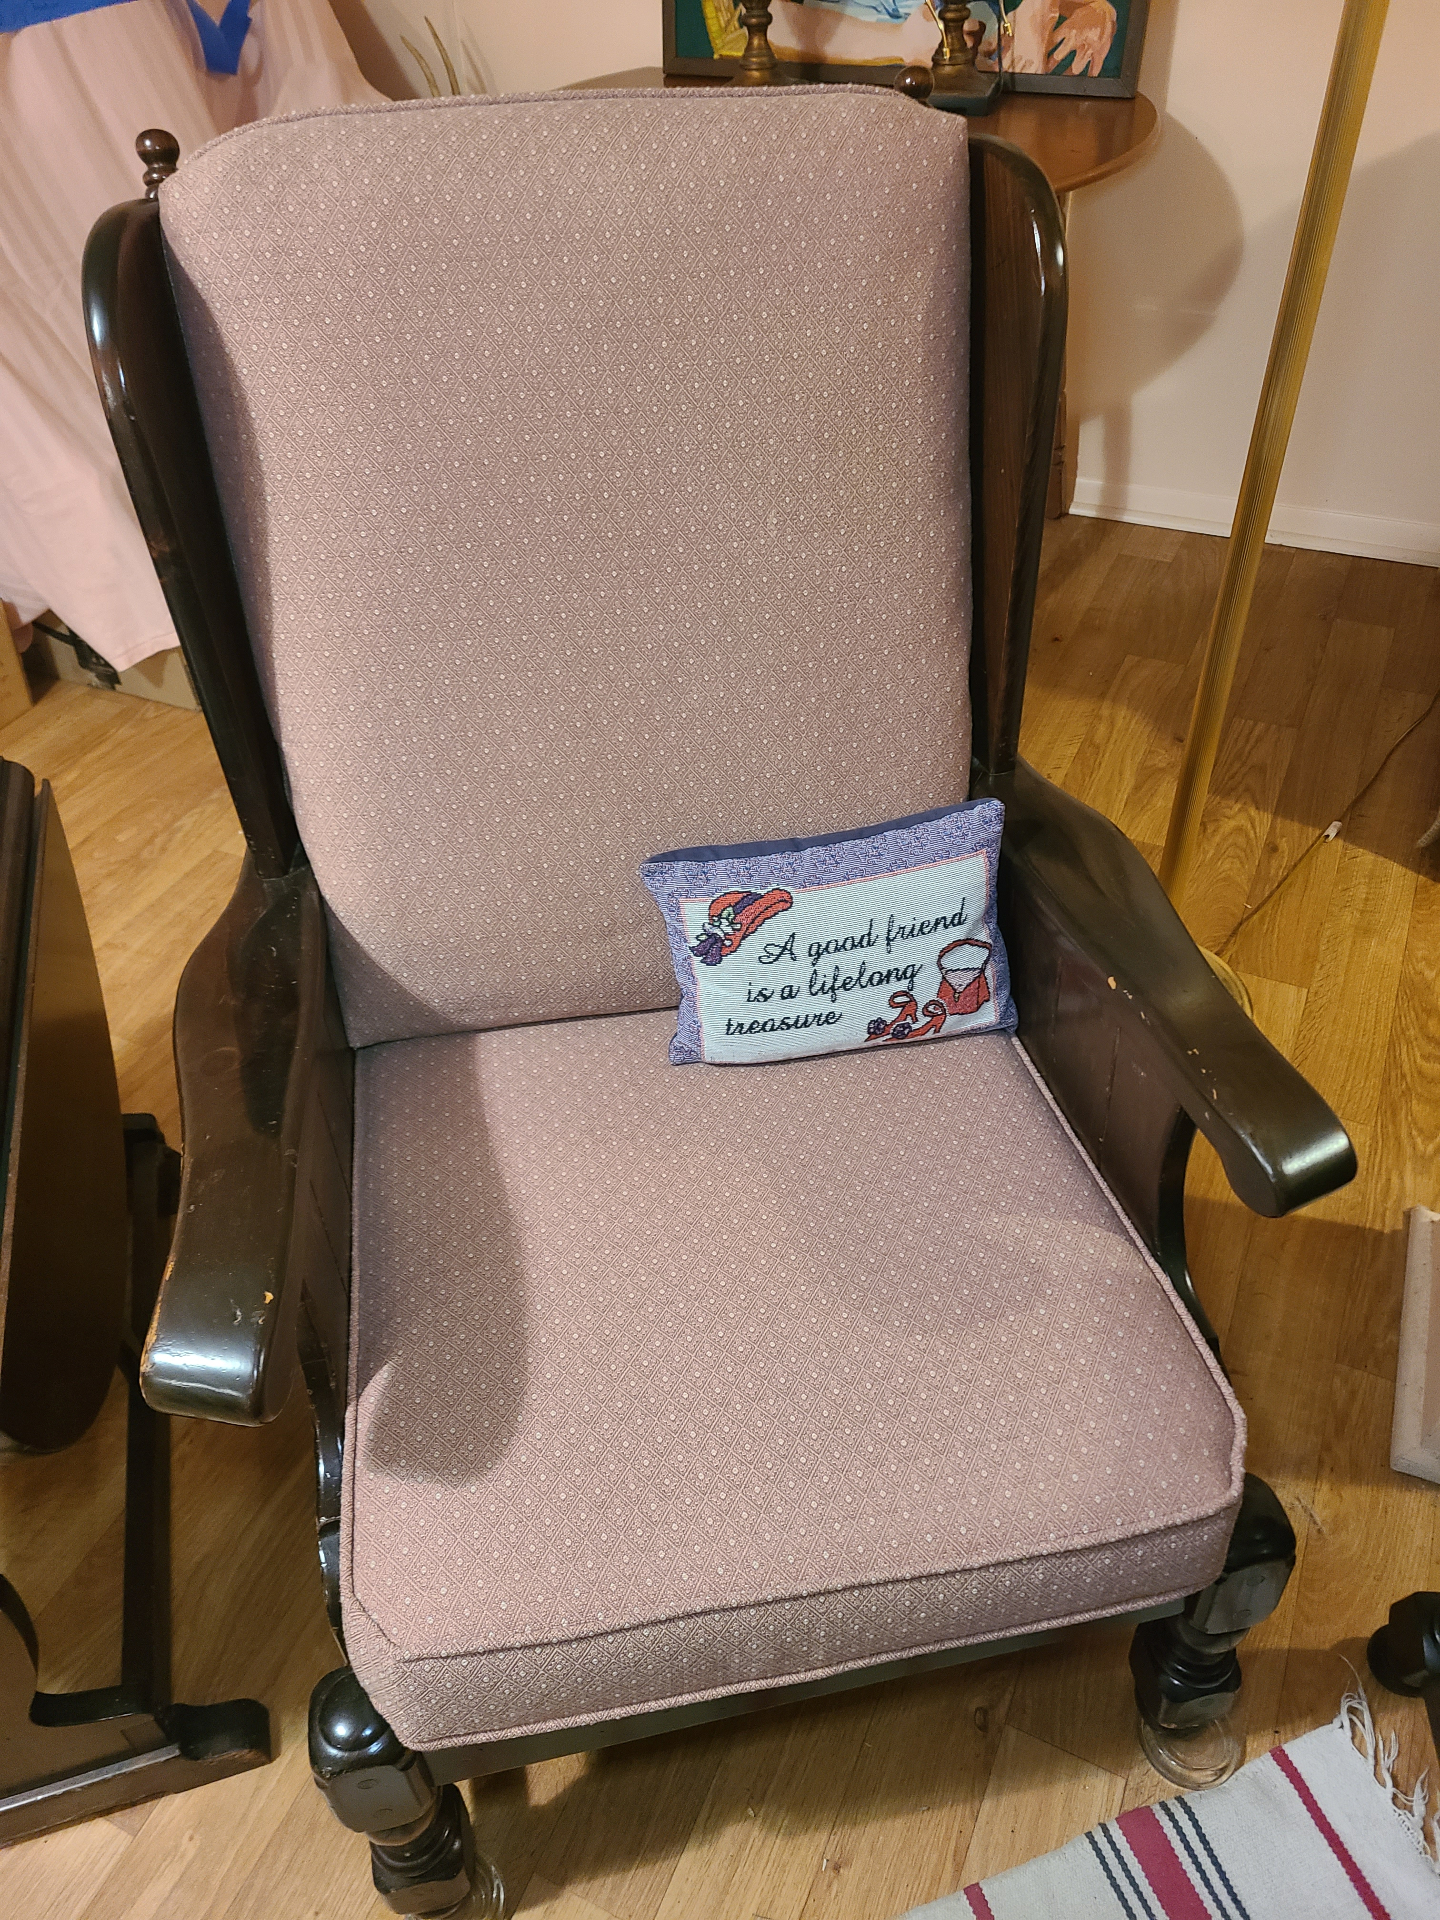 A good friend
is a lifelong
treasure